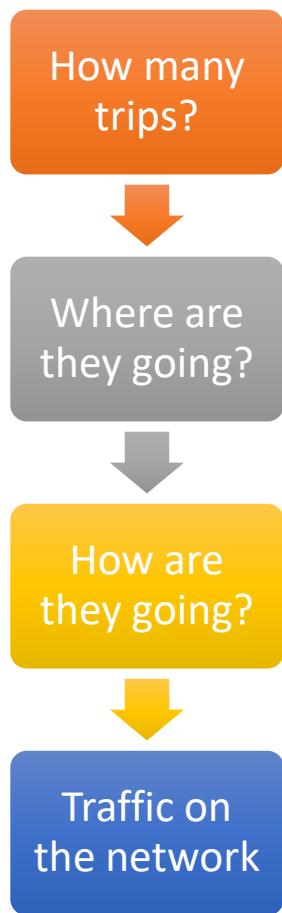 How many
trips?
Where are
they going?
How are
they going?
Traffic on
the network